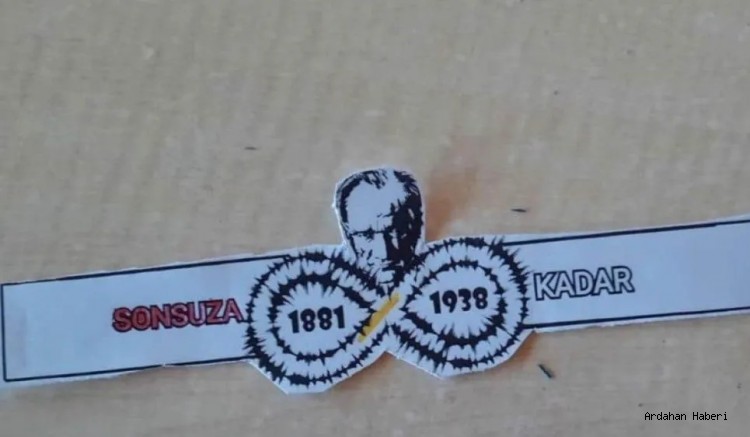 SONSUZA 1881 1938 KADAR
Ardahan Haberi